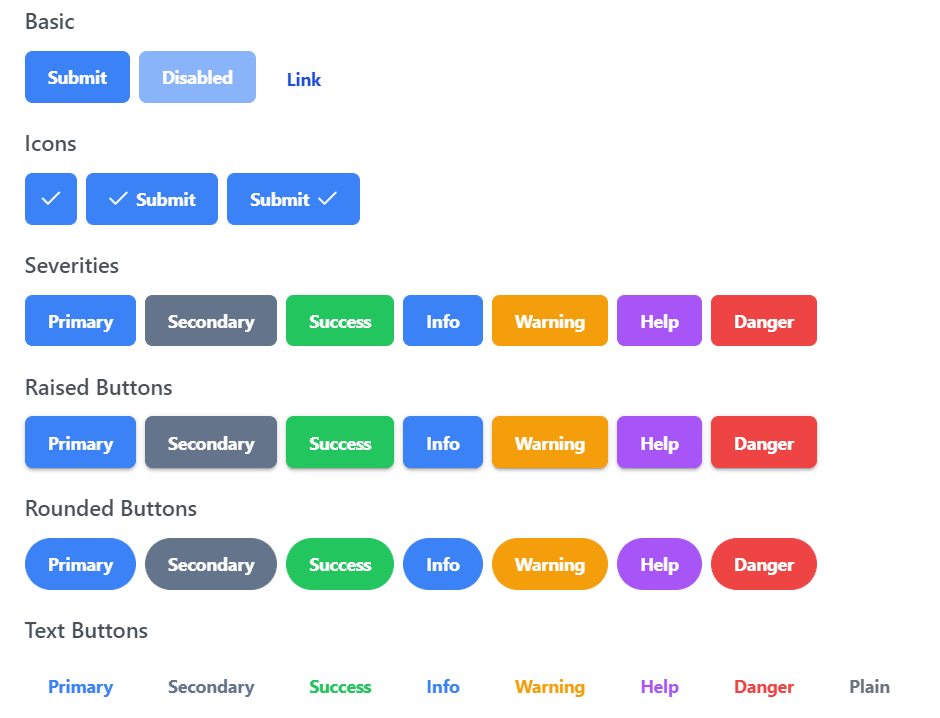 Basic
Submit Disabled Link
Icons
Submit Submit
Severities
Primary Secondary Success Info Warning Help Danger
Raised Buttons
Primary Secondary Success Info Warning Help Danger
Rounded Buttons
Primary Secondary Success Info Warning Help Danger
Text Buttons
Primary Secondary Success Info Warning Help Danger Plain